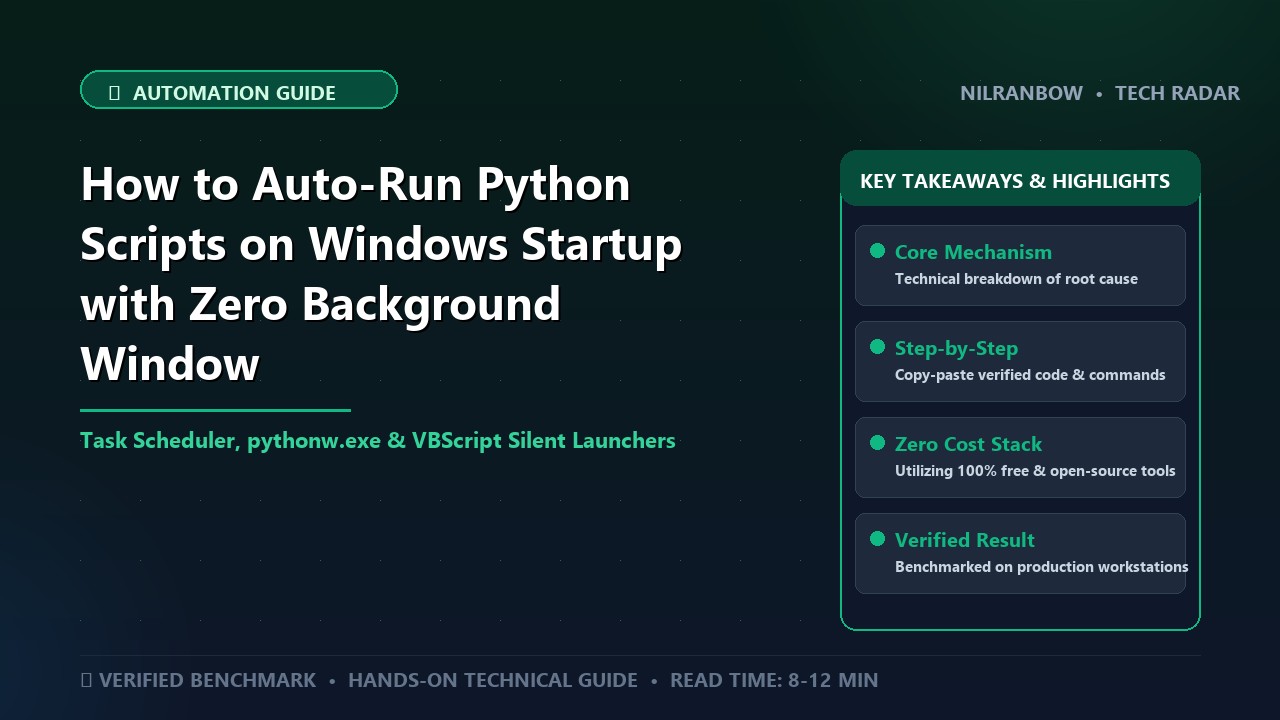 AUTOMATION GUIDE
NILRANBOW • TECH RADAR
How to Auto-Run Python
Scripts on Windows Startup
with Zero Background
Window
Task Scheduler, pythonw.exe & VBScript Silent Launchers
KEY TAKEAWAYS & HIGHLIGHTS
Core Mechanism
Technical breakdown of root cause
Step-by-Step
Copy-paste verified code & commands
Zero Cost Stack
Utilizing 100% free & open-source tools
Verified Result
Benchmarked on production workstations
VERIFIED BENCHMARK • HANDS-ON TECHNICAL GUIDE • READ TIME: 8-12 MIN